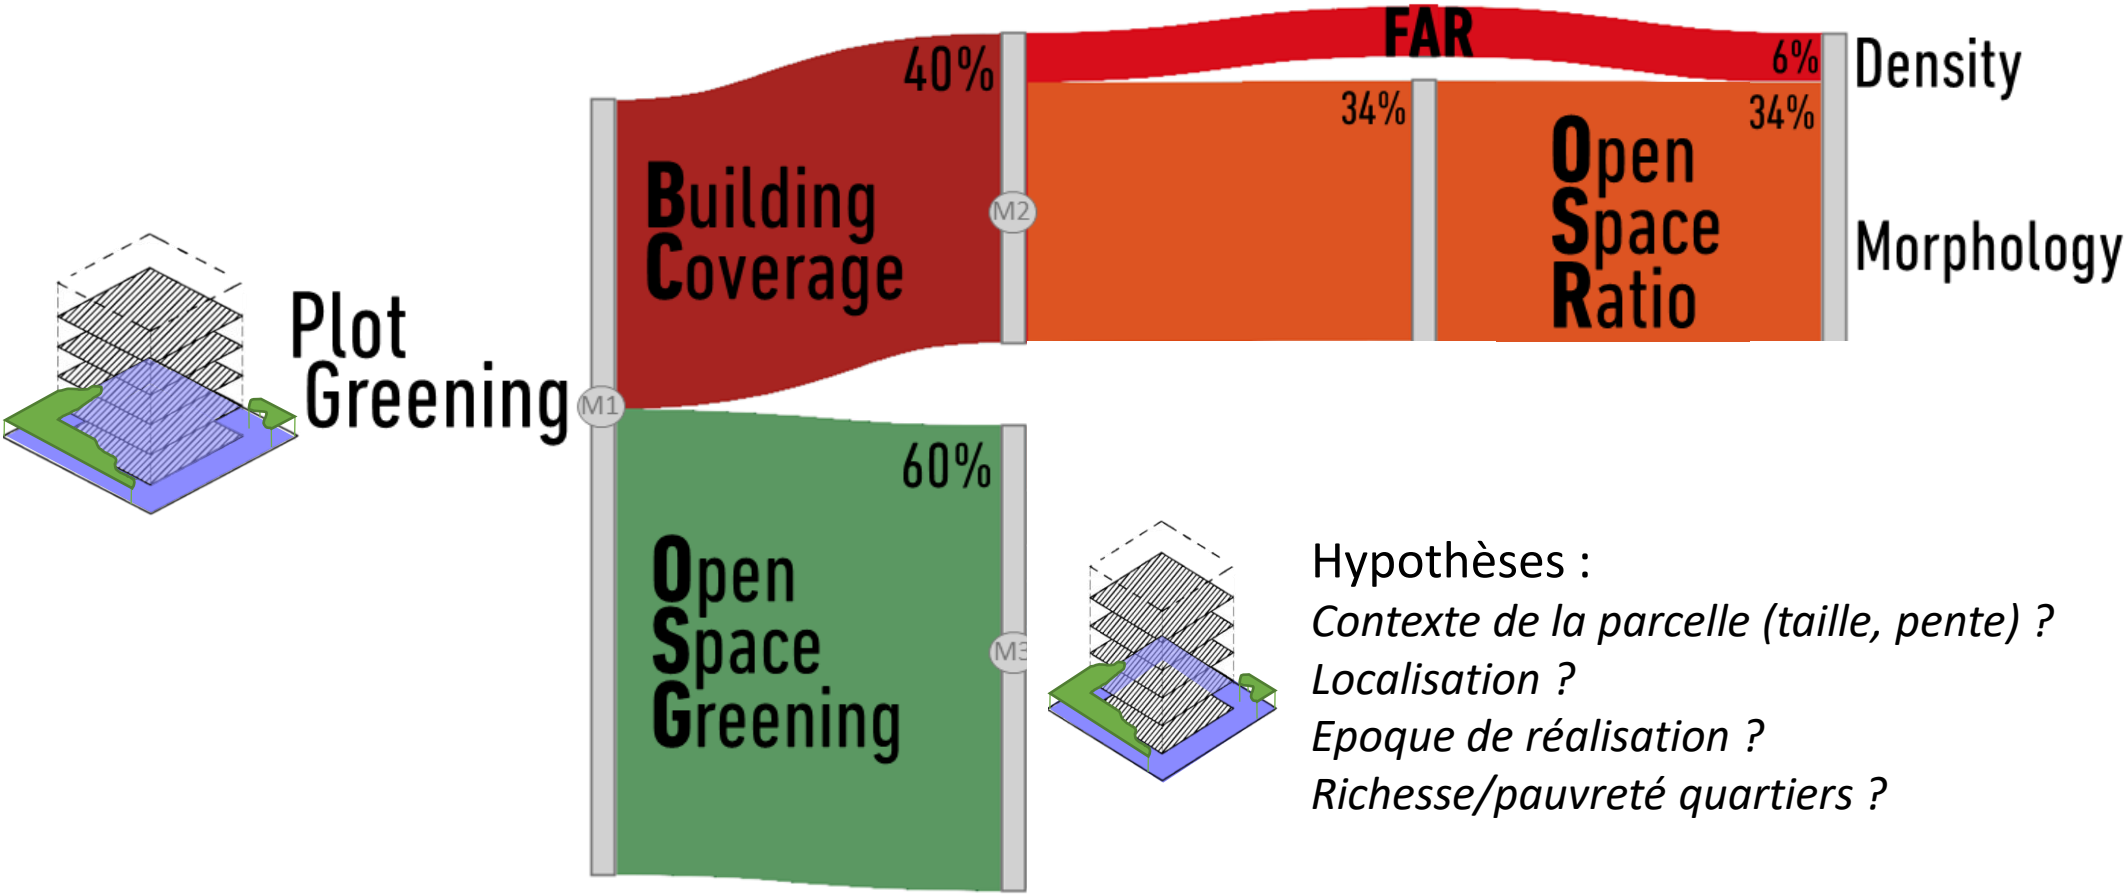 Plot
Greening
M1
Building
Coverage
40%
M2
FAR
6%
Density
34%
Open
Space
Ratio
34%
Morphology
60%
Open
Space
Greening
M3
Hypothèses :
Contexte de la parcelle (taille, pente) ?
Localisation ?
Epoque de réalisation ?
Richesse/pauvreté quartiers ?